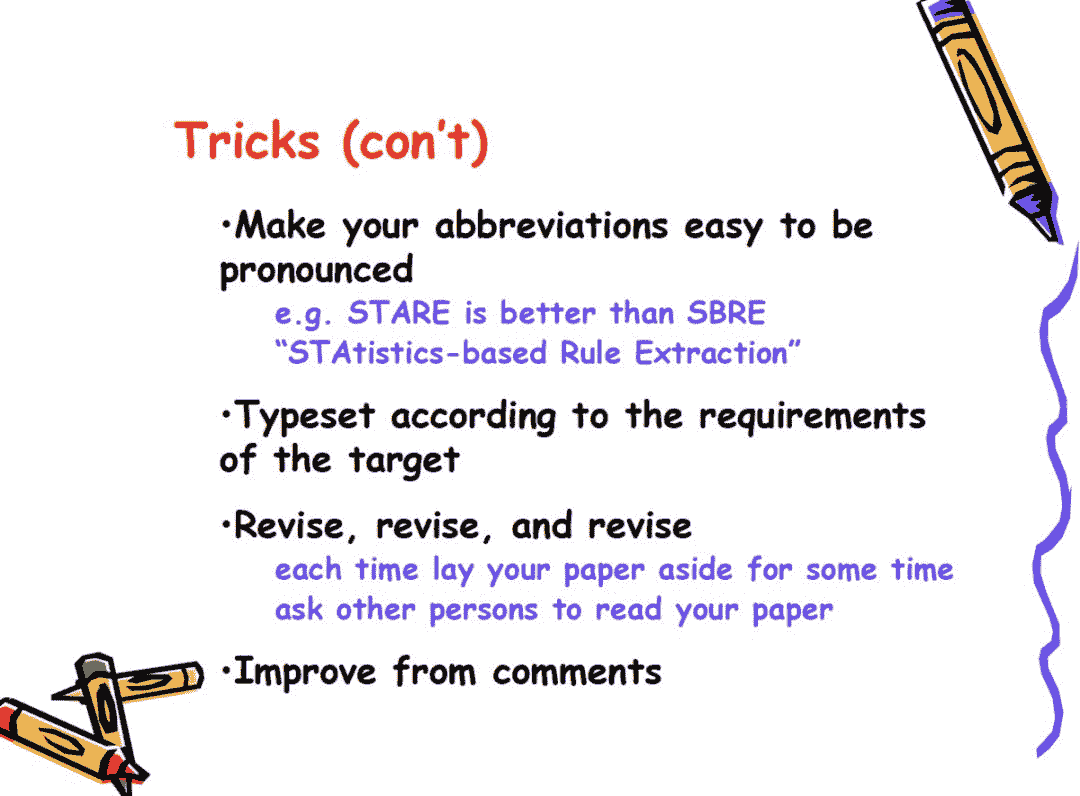 Tricks (con’t)
•Make your abbreviations easy to be
pronounced
e.g. STARE is better than SBRE
“STAtistics-based Rule Extraction”
•Typeset according to the requirements
of the target
•Revise, revise, and revise
each time lay your paper aside for some time
ask other persons to read your paper
•Improve from comments